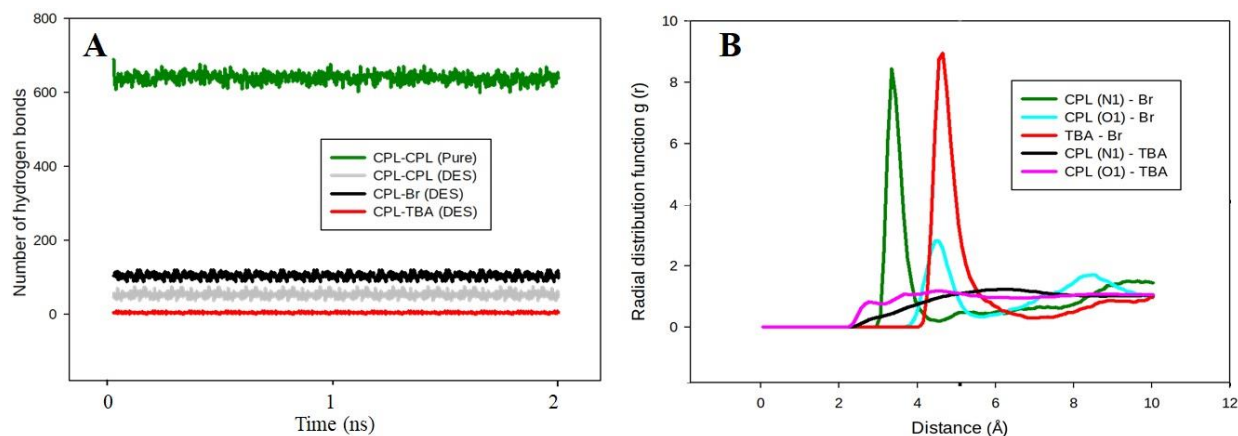 A
Number of hydrogen bonds
800
600
400
200
0
CPL-CPL (Pure)
CPL-CPL (DES)
CPL-Br (DES)
CPL-TBA (DES)
0
1
2
Time (ns)
B
Radial distribution function g (r)
10
8
6
4
2
0
CPL (N1) - Br
CPL (O1) - Br
TBA - Br
CPL (N1) - TBA
CPL (O1) - TBA
0
2
4
6
8
10
12
Distance (Å)